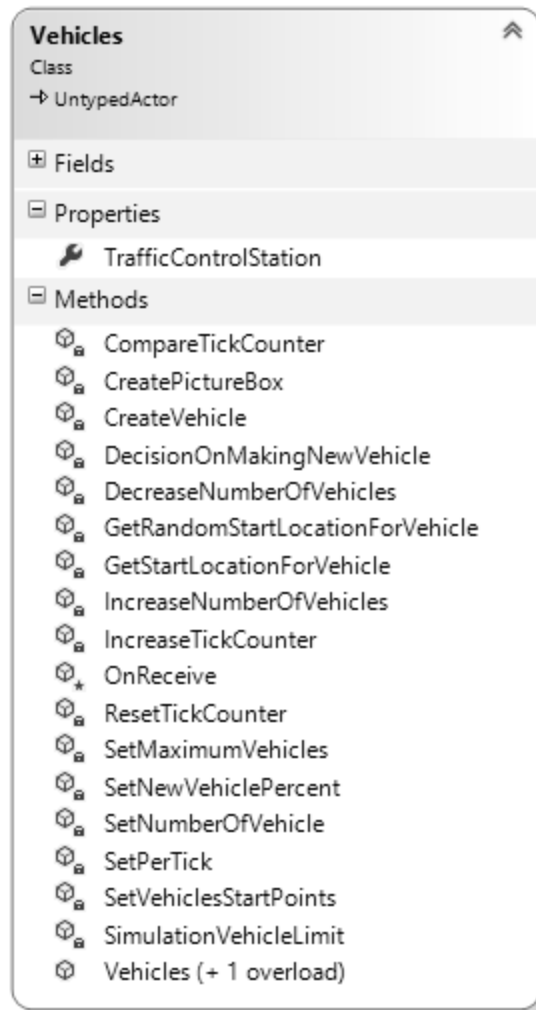 Vehicles
Class
UntypedActor
Fields
Properties
TrafficControlStation
Methods
CompareTickCounter
CreatePictureBox
CreateVehicle
DecisionOnMakingNewVehicle
DecreaseNumberOfVehicles
GetRandomStartLocationForVehicle
GetStartLocationForVehicle
IncreaseNumberOfVehicles
IncreaseTickCounter
OnReceive
ResetTickCounter
SetMaximumVehicles
SetNewVehiclePercent
SetNumberOfVehicle
SetPerTick
SetVehiclesStartPoints
SimulationVehicleLimit
Vehicles (+ 1 overload)